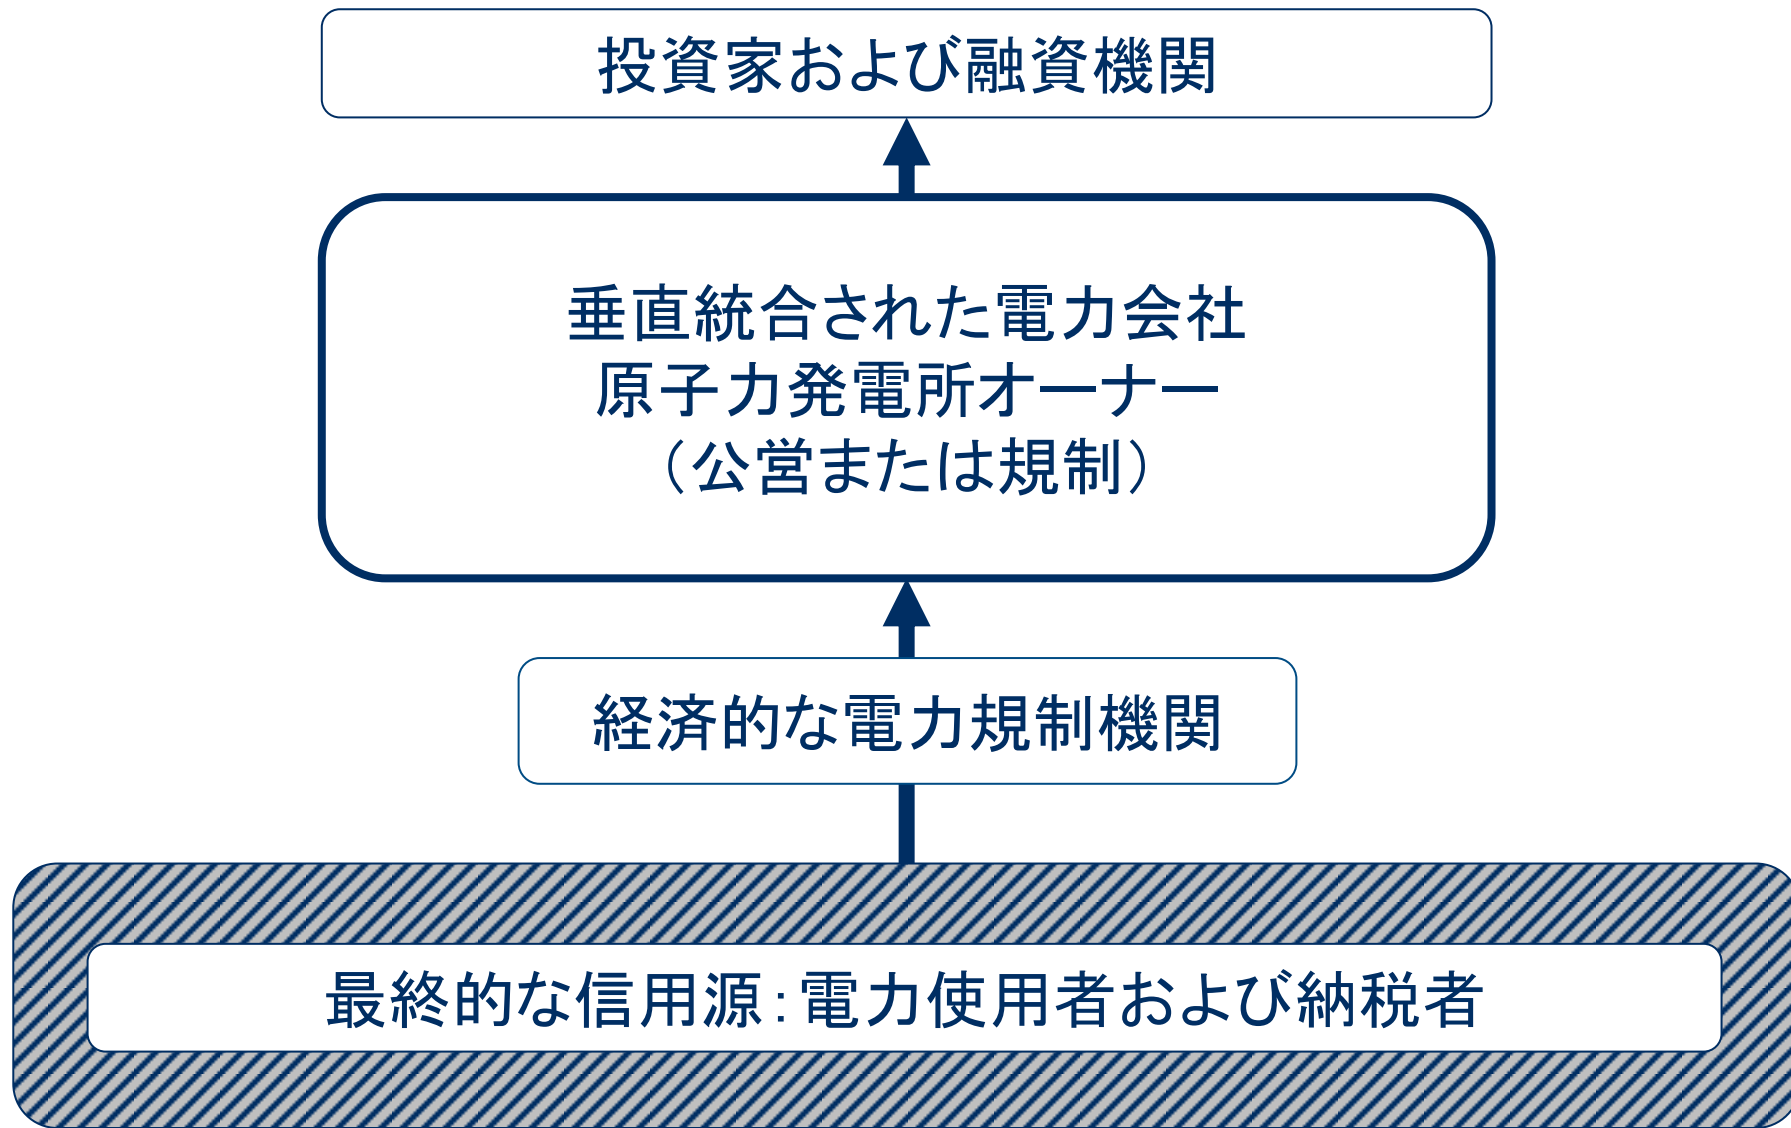 投資家および融資機関
垂直統合された電力会社
原子力発電所オーナー
（公営または規制）
経済的な電力規制機関
最終的な信用源：電力使用者および納税者